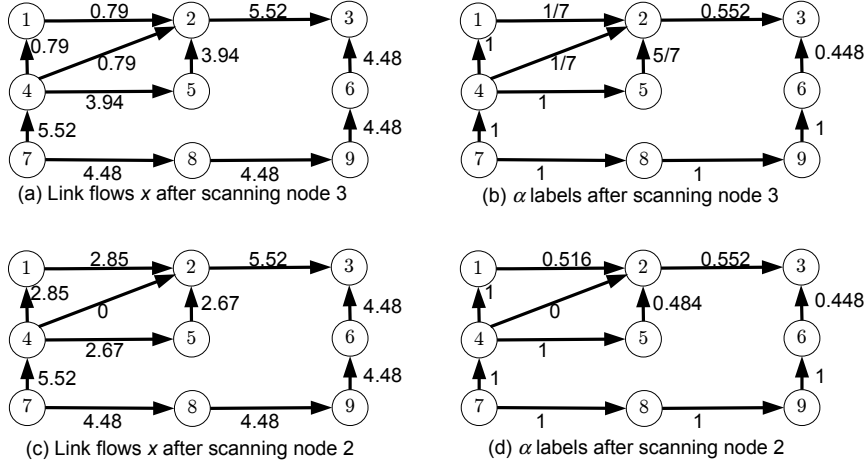 1 0.79 2 5.52 3
0.79 0.79 3.94 4.48
4 3.94 5 6
5.52 4.48
7 4.48 8 4.48 9
(a) Link flows x after scanning node 3
1 1/7 2 0.552 3
1 1/7 5/7 0.448
4 1 5 6
1 1
7 1 8 1 9
(b) α labels after scanning node 3
1 2.85 2 5.52 3
2.85 0 2.67 4.48
4 2.67 5 6
5.52 4.48
7 4.48 8 4.48 9
(c) Link flows x after scanning node 2
1 0.516 2 0.552 3
1 0 0.484 0.448
4 1 5 6
1 1
7 1 8 1 9
(d) α labels after scanning node 2